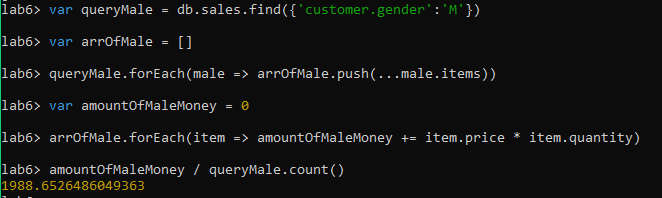 lab6> var queryMale = db.sales.find({'customer.gender':'M'})
lab6> var arrOfMale = []
lab6> queryMale.forEach(male => arrOfMale.push(...male.items))
lab6> var amountOfMaleMoney = 0
lab6> arrOfMale.forEach(item => amountOfMaleMoney += item.price * item.quantity)
lab6> amountOfMaleMoney / queryMale.count()
1988.6526486049363